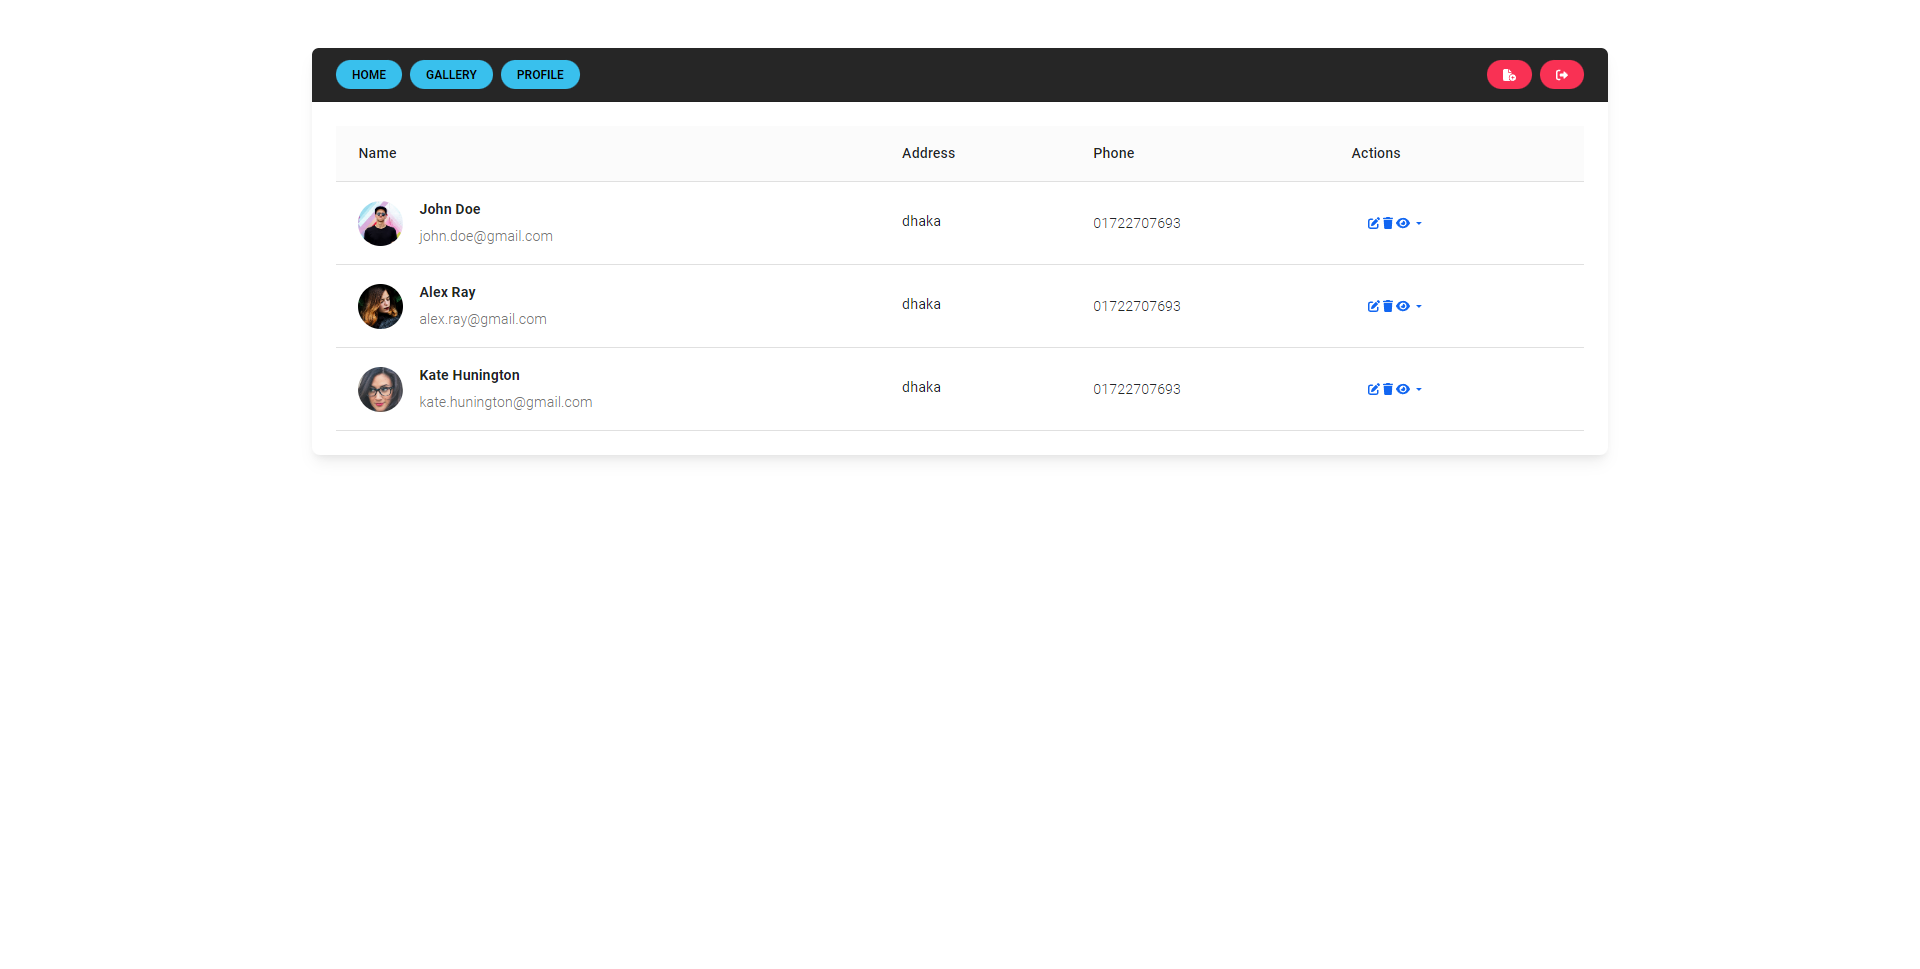 HOME GALLERY PROFILE
Name Address Phone Actions
John Doe
john.doe@gmail.com
dhaka
01722707693
Alex Ray
alex.ray@gmail.com
dhaka
01722707693
Kate Hunington
kate.hunington@gmail.com
dhaka
01722707693